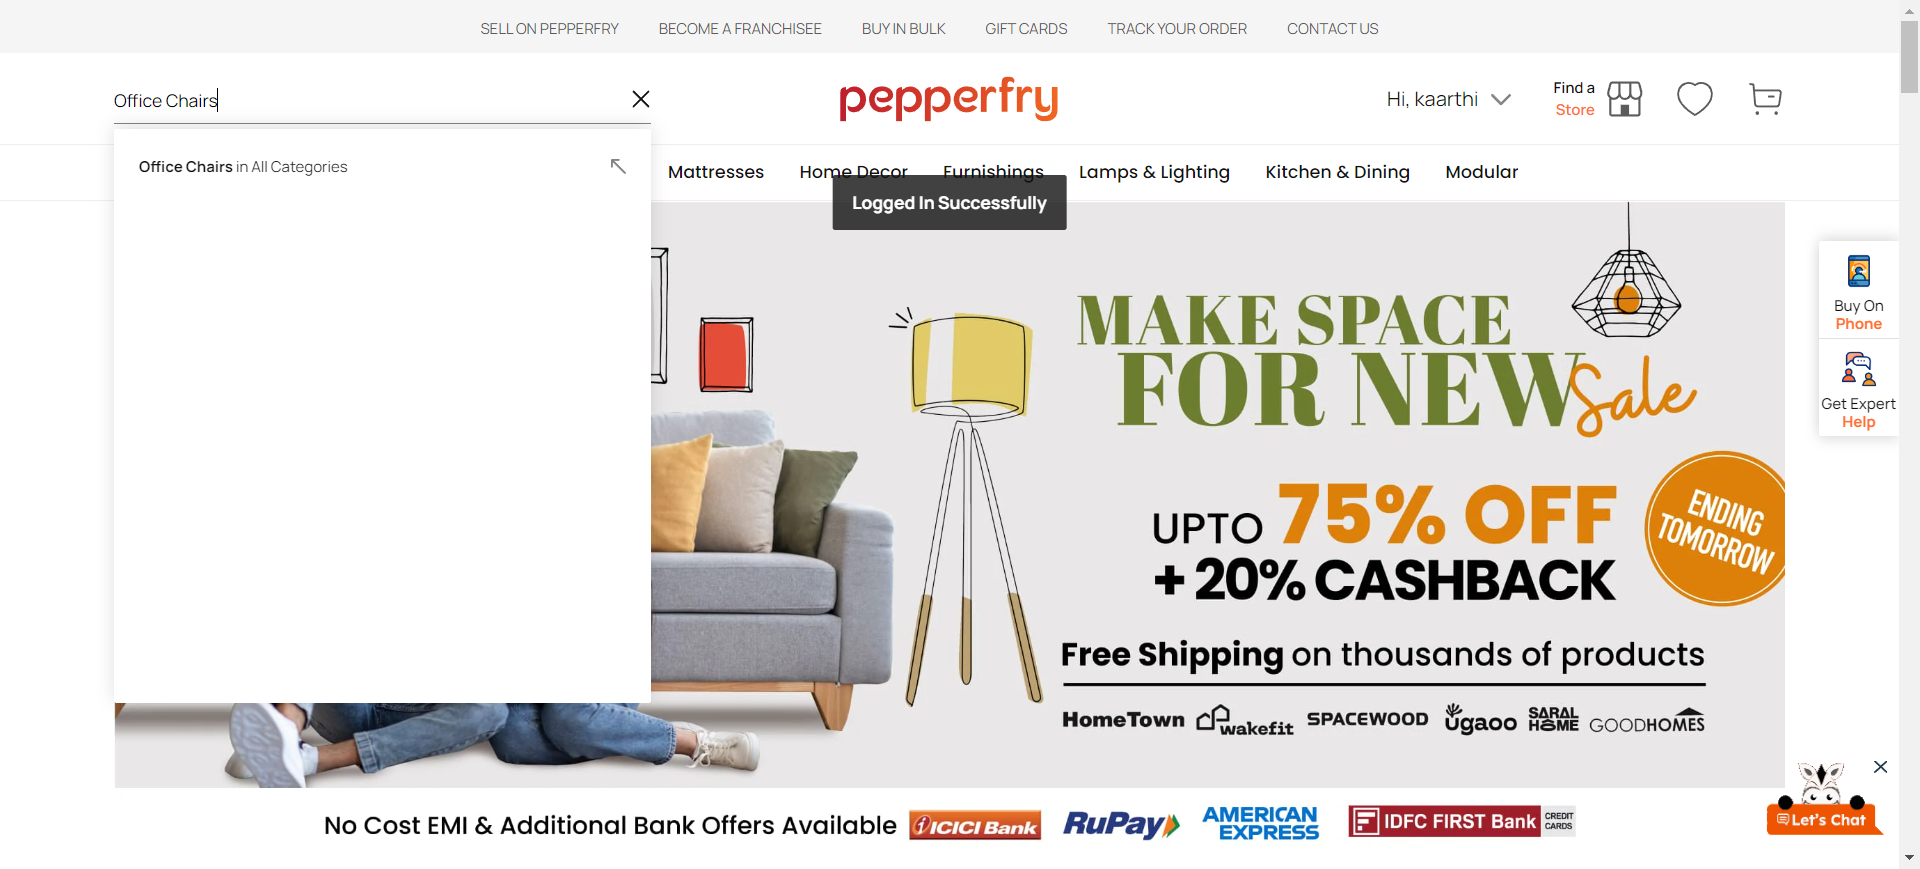 SELL ON PEPPERFRY BECOME A FRANCHISEE BUY IN BULK GIFT CARDS TRACK YOUR ORDER CONTACT US
Office Chairs
pepperfry
Hi, kaarthi
Find a
Store
Office Chairs in All Categories
Mattresses Home Decor Furnishings Lamps & Lighting Kitchen & Dining Modular
Logged In Successfully
MAKE SPACE
FOR NEW
Sale
UPTO 75% OFF
+ 20% CASHBACK
ENDING
TOMORROW
Free Shipping on thousands of products
HomeTown wakefit SPACEWOOD ugaoo SARAL HOME GOODHOMES
Buy On
Phone
Get Expert
Help
No Cost EMI & Additional Bank Offers Available ICICI Bank RuPay AMERICAN EXPRESS IDFC FIRST Bank CREDIT CARDS
Let's Chat